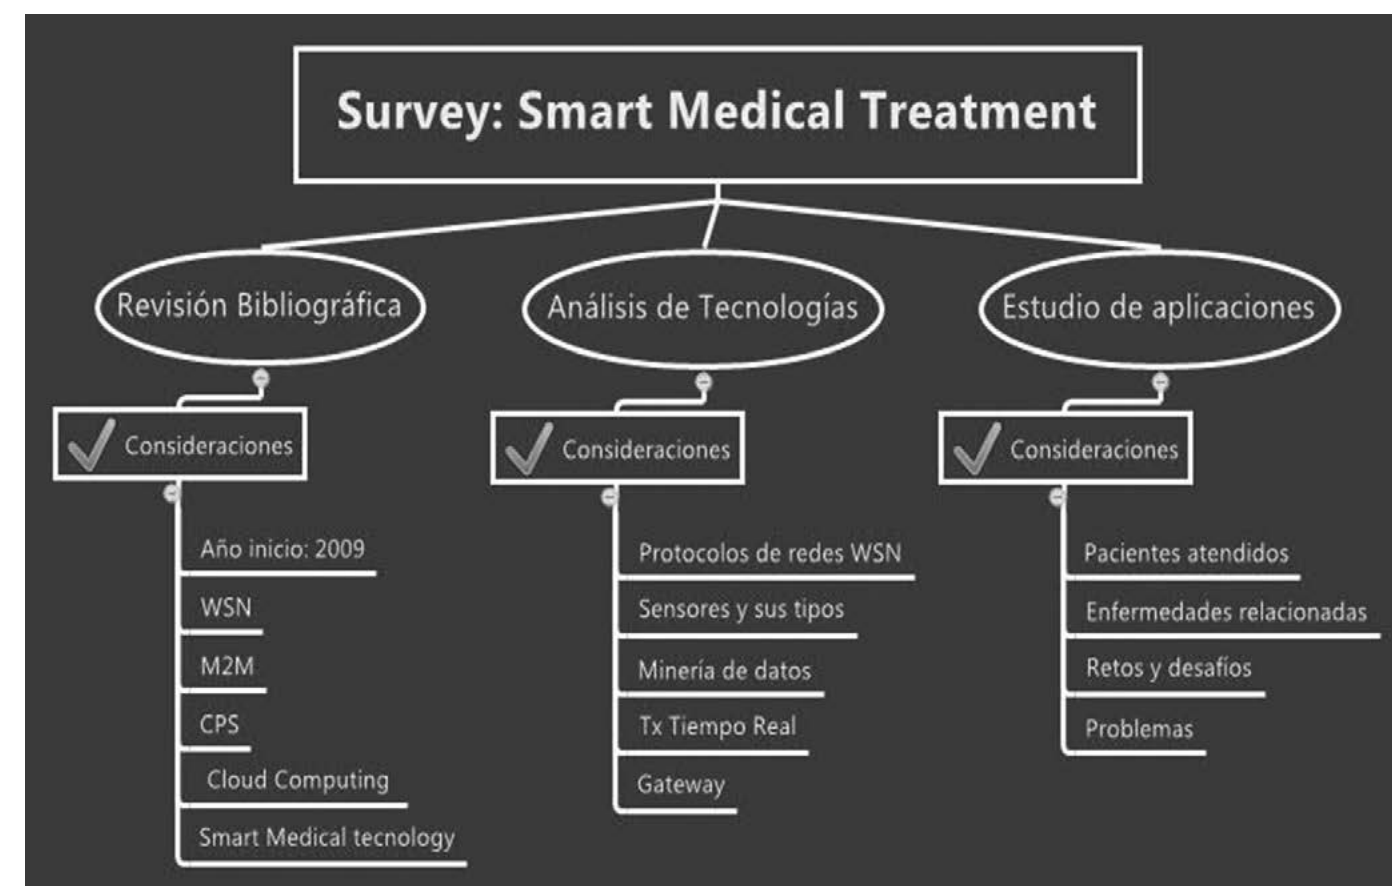 Survey: Smart Medical Treatment
Revisión Bibliográfica
Consideraciones
Año inicio: 2009
WSN
M2M
CPS
Cloud Computing
Smart Medical tecnology
Análisis de Tecnologías
Consideraciones
Protocolos de redes WSN
Sensores y sus tipos
Minería de datos
Tx Tiempo Real
Gateway
Estudio de aplicaciones
Consideraciones
Pacientes atendidos
Enfermedades relacionadas
Retos y desafíos
Problemas